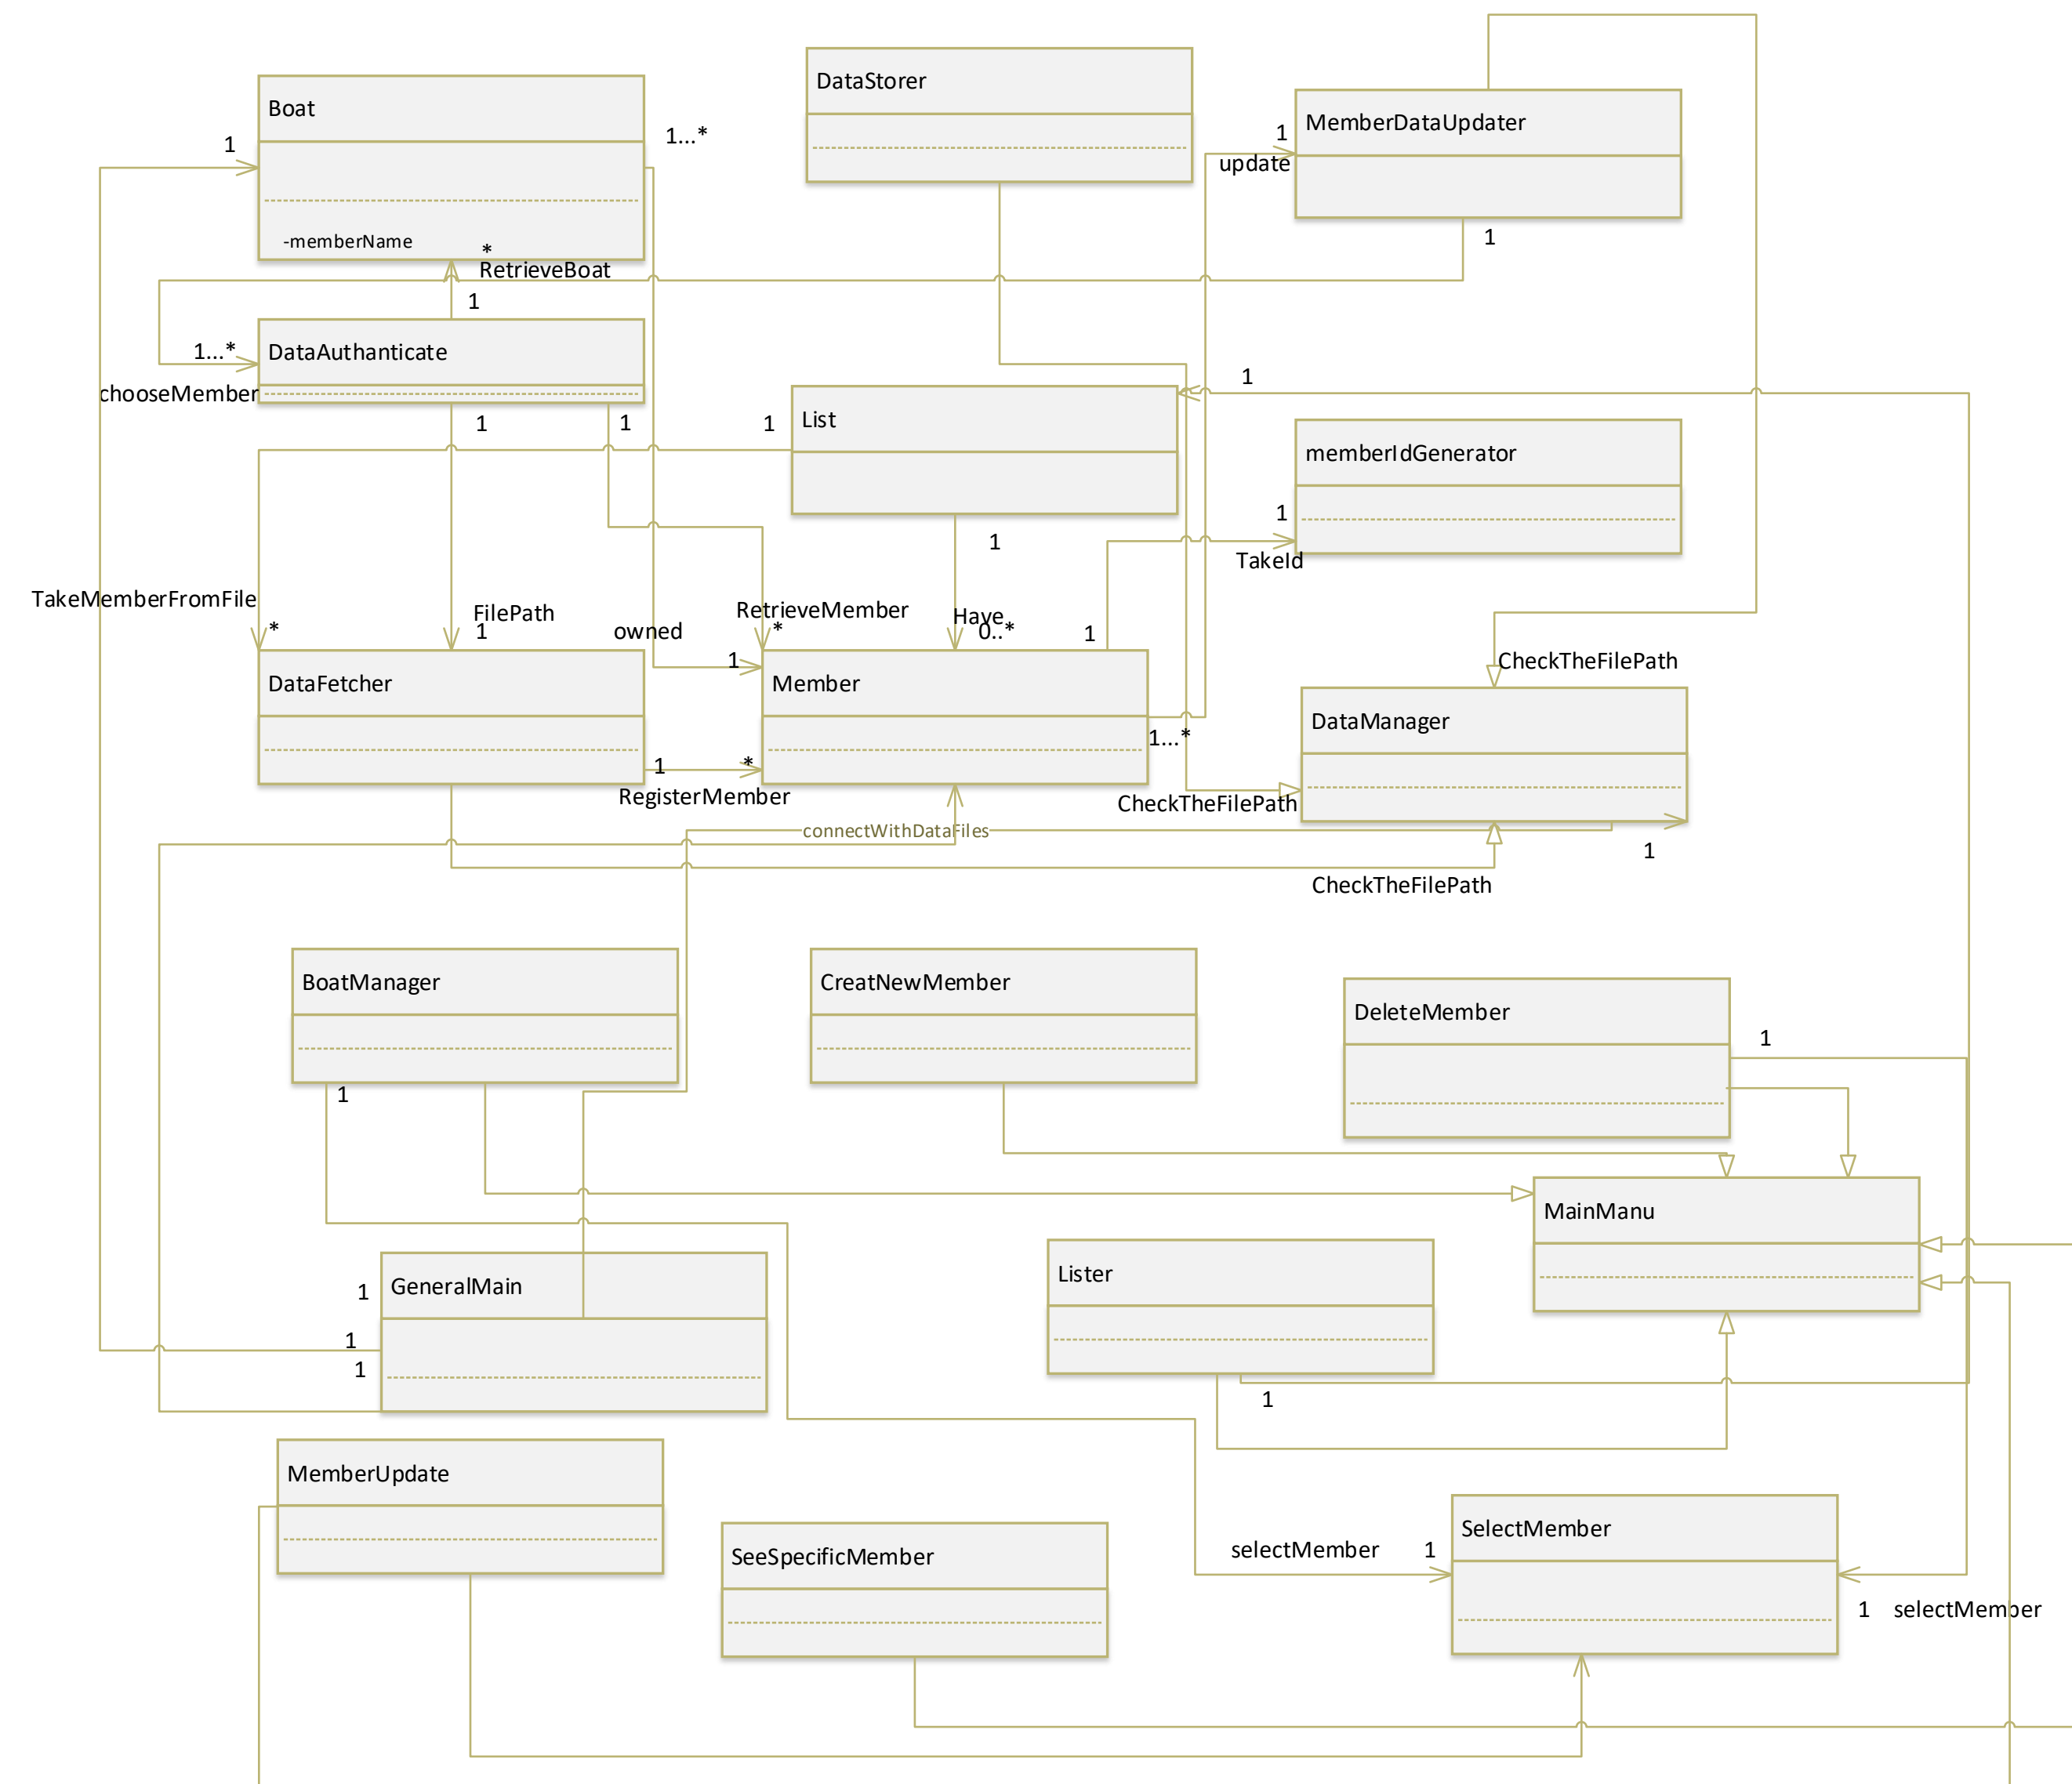 DataStorer
Boat
MemberDataUpdater
1
1...*
1
update
-memberName
*
RetrieveBoat
1
1
1...*
DataAuthanticate
chooseMember
1
1
1
1
List
memberIdGenerator
1
TakeId
1
TakeMemberFromFile
*
FilePath
1
owned
RetrieveMember
*
Have
0..*
1
1
DataFetcher
Member
CheckTheFilePath
DataManager
1...*
1
*
RegisterMember
CheckTheFilePath
connectWithDataFiles
1
CheckTheFilePath
BoatManager
CreatNewMember
DeleteMember
1
1
MainManu
GeneralMain
1
1
1
Lister
1
MemberUpdate
SeeSpecificMember
SelectMember
selectMember
1
1
selectMember